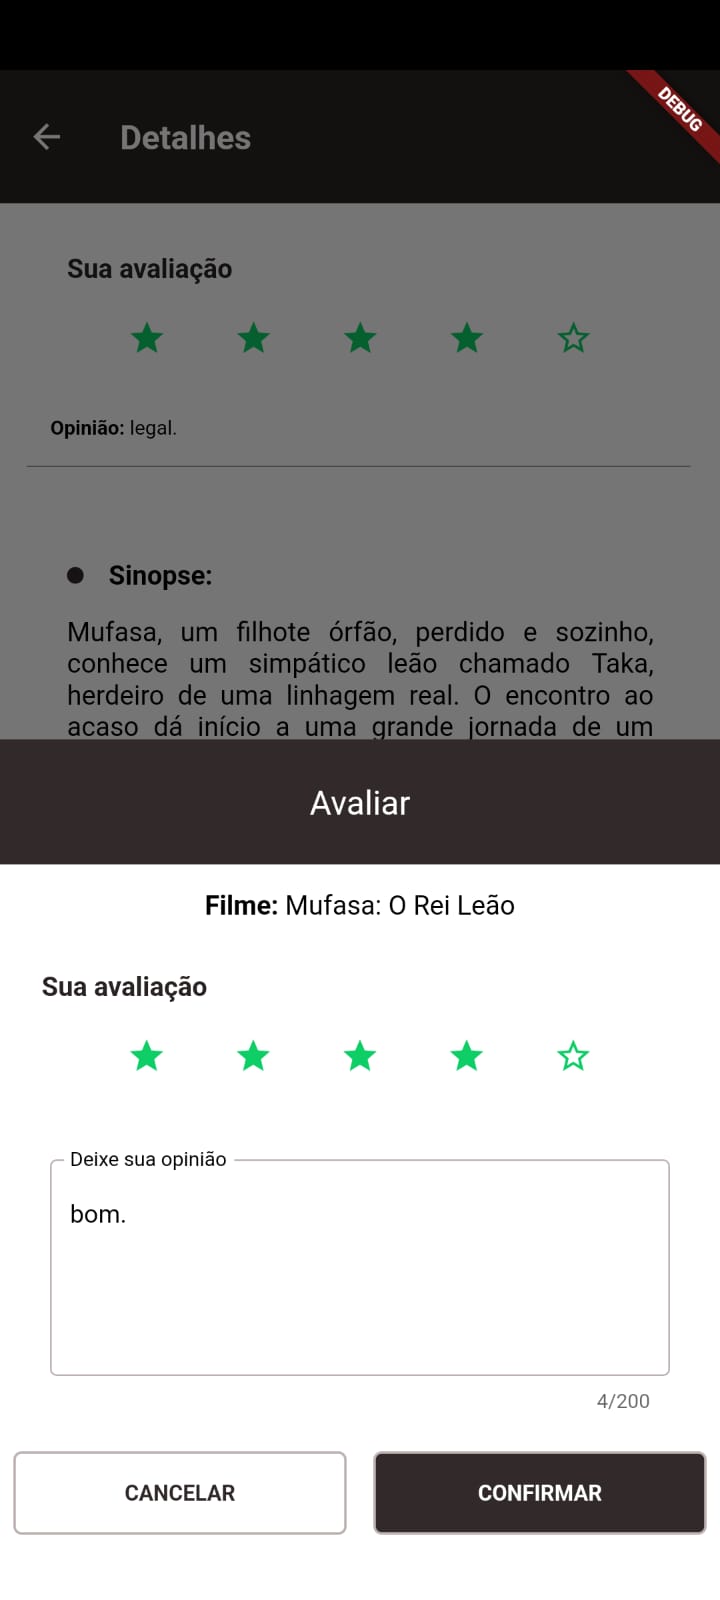 DEBUG
Detalhes
Sua avaliação
Opinião: legal.
Sinopse:
Mufasa, um filhote órfão, perdido e sozinho,
conhece um simpático leão chamado Taka,
herdeiro de uma linhagem real. O encontro ao
acaso dá início a uma grande jornada de um
Avaliar
Filme: Mufasa: O Rei Leão
Sua avaliação
Deixe sua opinião
bom.
4/200
CANCELAR CONFIRMAR